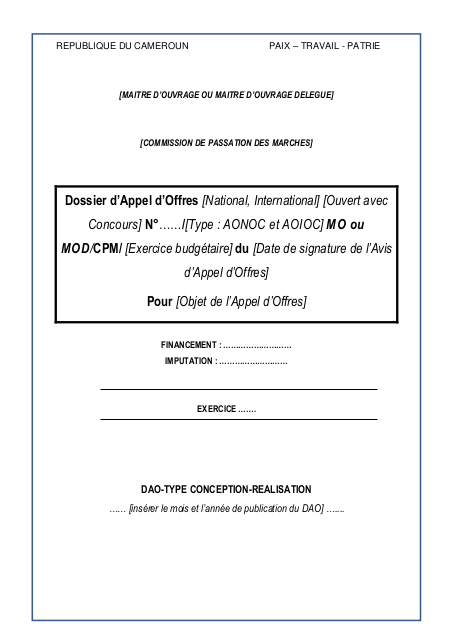 REPUBLIQUE DU CAMEROUN PAIX – TRAVAIL - PATRIE
[MAITRE D'OUVRAGE OU MAITRE D'OUVRAGE DELEGUE]
[COMMISSION DE PASSATION DES MARCHES]
Dossier d'Appel d'Offres [National, International] [Ouvert avec
Concours] N°……/[Type : AONOC et AOIOC] MO ou
MOD/CPM/ [Exercice budgétaire] du [Date de signature de l'Avis
d'Appel d'Offres]
Pour [Objet de l'Appel d'Offres]
FINANCEMENT : ……………………
IMPUTATION : ……………………
EXERCICE …….
DAO-TYPE CONCEPTION-REALISATION
…… [insérer le mois et l'année de publication du DAO] …….